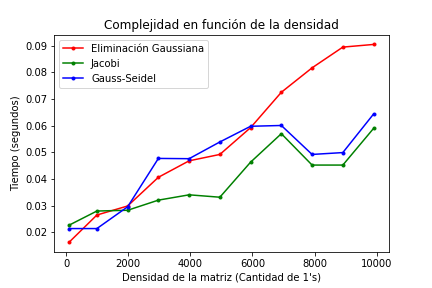 Complejidad en función de la densidad
Eliminación Gaussiana
Jacobi
Gauss-Seidel
Tiempo (segundos)
0.09
0.08
0.07
0.06
0.05
0.04
0.03
0.02
0 2000 4000 6000 8000 10000
Densidad de la matriz (Cantidad de 1's)